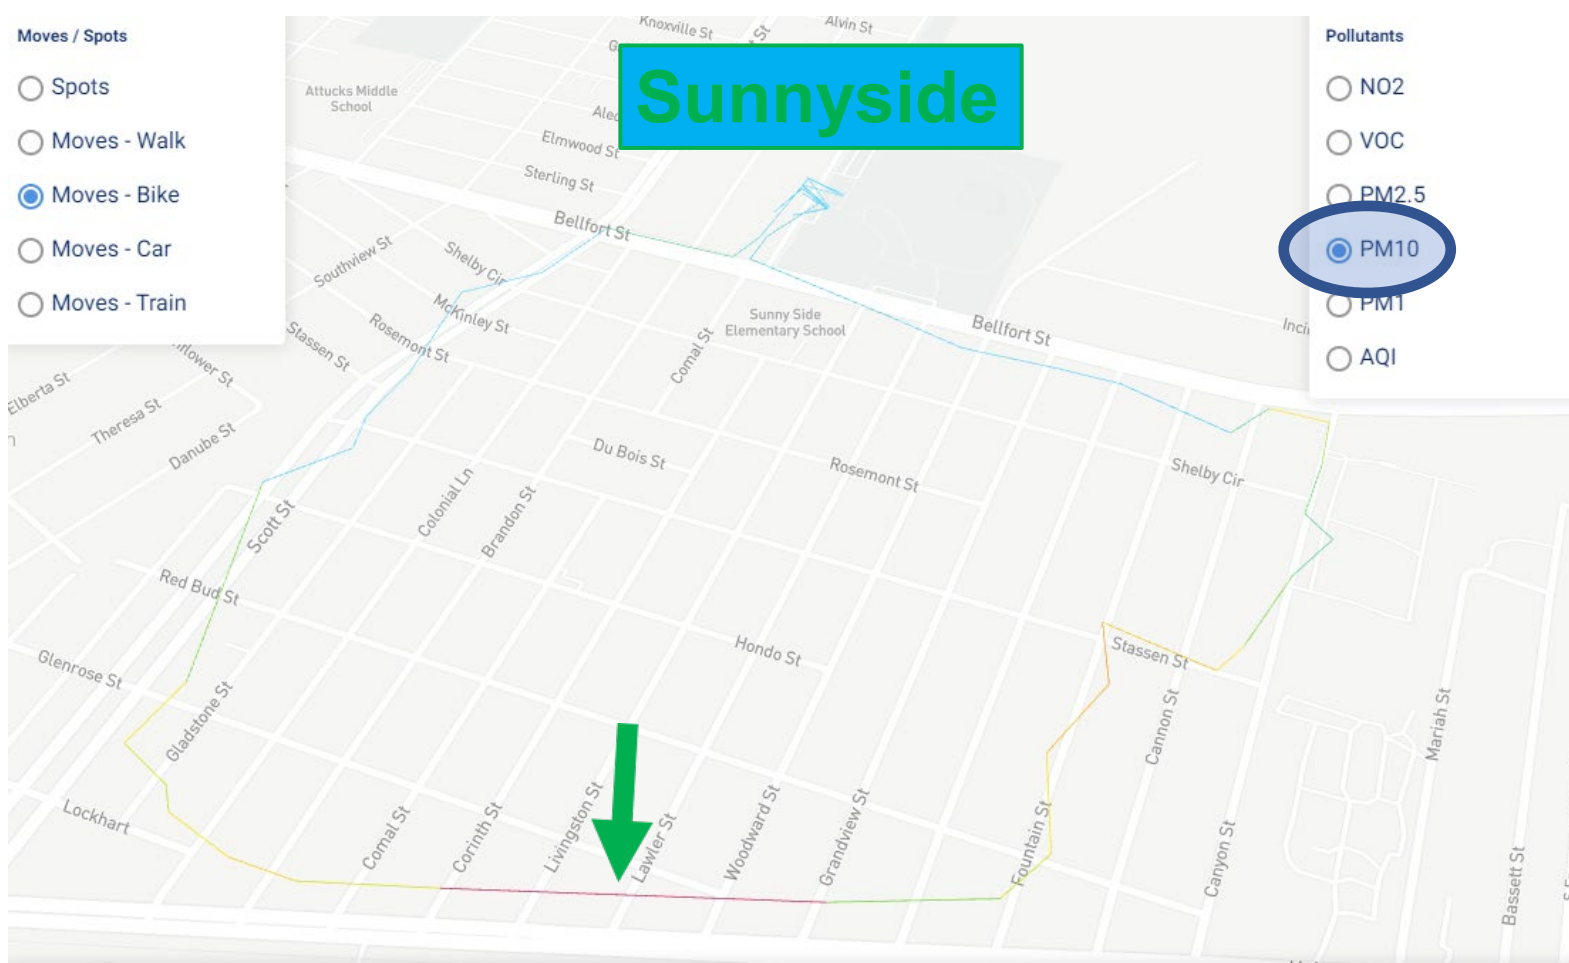 Moves / Spots
Spots
Moves - Walk
Moves - Bike
Moves - Car
Moves - Train
Sunnyside
Pollutants
NO2
VOC
PM2.5
PM10
PM1
AQI
Knoxville St
Alvin St
Attucks Middle
School
Elmwood St
Sterling St
Bellfort St
Southview St
Shelby Cir
McKinley St
Rosemont St
Stassen St
Comal St
Sunny Side
Elementary School
Bellfort St
Elberta St
Theresa St
Danube St
Du Bois St
Rosemont St
Shelby Cir
Scott St
Colonial Ln
Brandon St
Red Bud St
Hondo St
Stassen St
Glenrose St
Gladstone St
Cannon St
Mariah St
Lockhart
Comal St
Corinth St
Livingston St
Lawler St
Woodward St
Grandview St
Fountain St
Canyon St
Bassett St